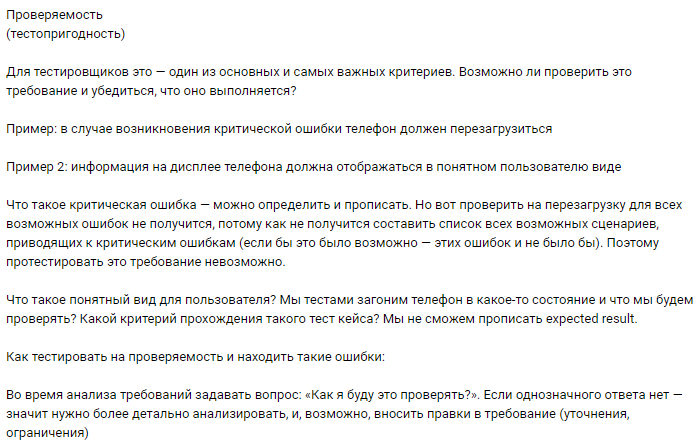 Проверяемость
(тестопригодность)
Для тестировщиков это — один из основных и самых важных критериев. Возможно ли проверить это
требование и убедиться, что оно выполняется?
Пример: в случае возникновения критической ошибки телефон должен перезагрузиться
Пример 2: информация на дисплее телефона должна отображаться в понятном пользователю виде
Что такое критическая ошибка — можно определить и прописать. Но вот проверить на перезагрузку для всех
возможных ошибок не получится, потому как не получится составить список всех возможных сценариев,
приводящих к критическим ошибкам (если бы это было возможно — этих ошибок и не было бы). Поэтому
протестировать это требование невозможно.
Что такое понятный вид для пользователя? Мы тестами загоним телефон в какое-то состояние и что мы будем
проверять? Какой критерий прохождения такого тест кейса? Мы не сможем прописать expected result.
Как тестировать на проверяемость и находить такие ошибки:
Во время анализа требований задавать вопрос: «Как я буду это проверять?». Если однозначного ответа нет —
значит нужно более детально анализировать, и, возможно, вносить правки в требование (уточнения,
ограничения)